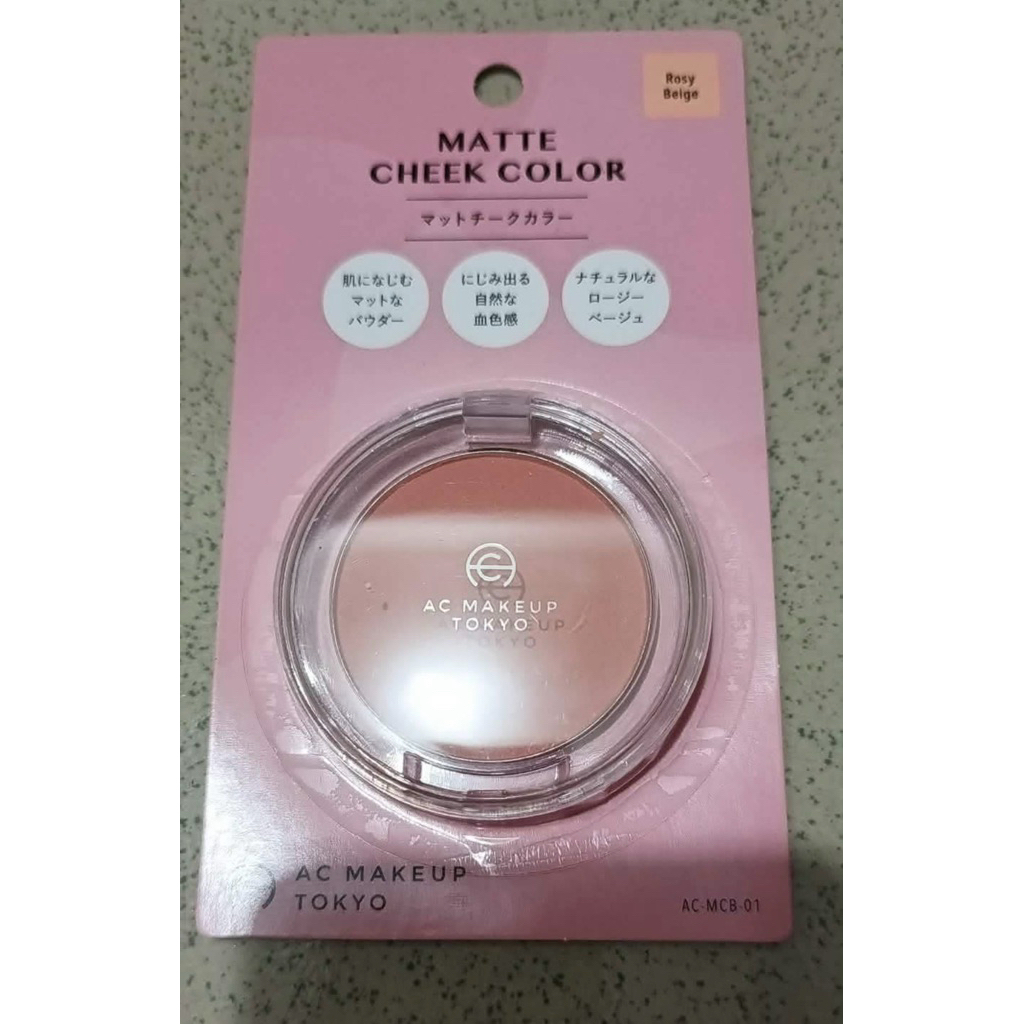 Rosy
Beige
MATTE
CHEEK COLOR
マットチークカラー
肌になじむ
マットな
パウダー
にじみ出る
自然な
血色感
ナチュラルな
ロージー
ベージュ
AC MAKEUP
TOKYO
AC MAKEUP
TOKYO
AC-MCB-01